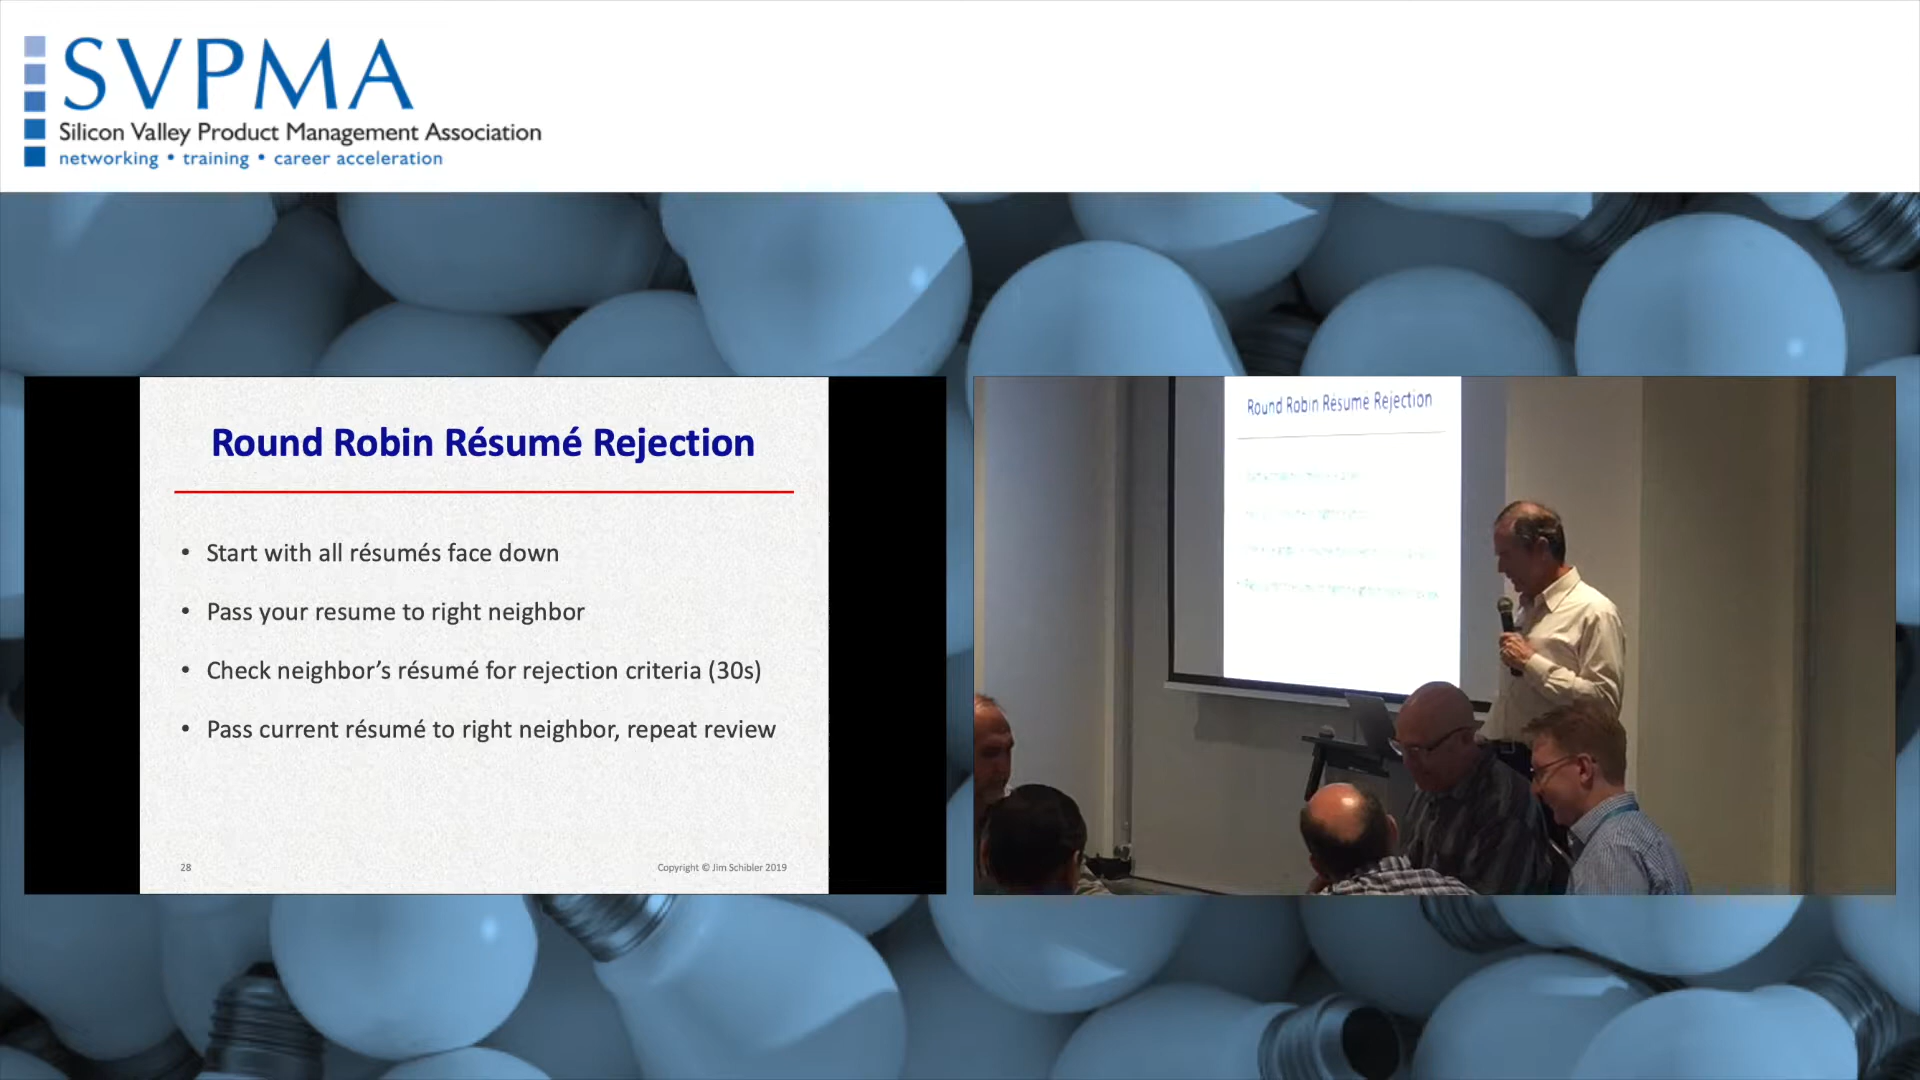 SVPMA
Silicon Valley Product Management Association
networking • training • career acceleration
Round Robin Résumé Rejection
• Start with all résumés face down
• Pass your resume to right neighbor
• Check neighbor’s résumé for rejection criteria (30s)
• Pass current résumé to right neighbor, repeat review
28
Copyright © Jim Schibler 2019
Round Robin Résumé Rejection